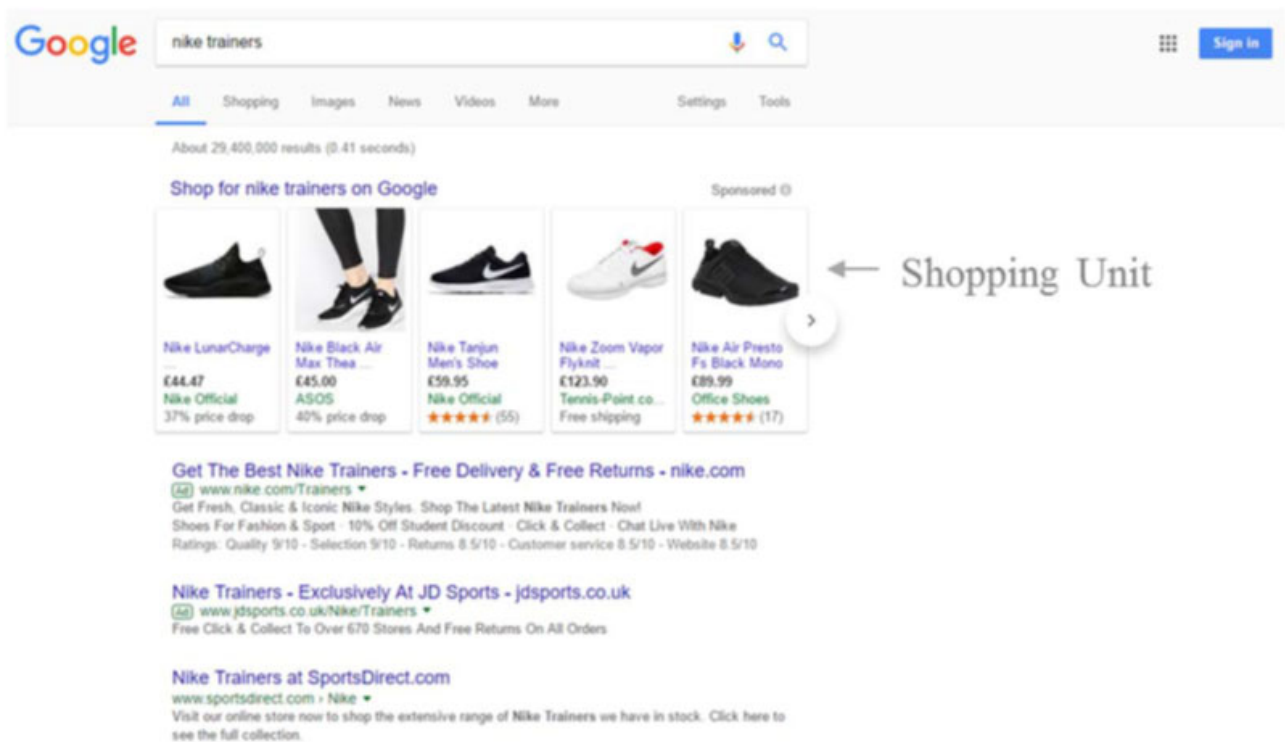 Google
nike trainers
Sign in
All Shopping Images News Videos More Settings Tools
About 29,400,000 results (0.41 seconds)
Shop for nike trainers on Google
Sponsored
Shopping Unit
Nike LunarCharge
...
£44.47
Nike Official
37% price drop
Nike Black Air
Max Thea ...
£45.00
ASOS
40% price drop
Nike Tanjun
Men's Shoe
£59.95
Nike Official
(55)
Nike Zoom Vapor
Flyknit ...
£123.90
Tennis-Point.co...
Free shipping
Nike Air Presto
Fs Black Mono
£89.99
Office Shoes
(17)
Get The Best Nike Trainers - Free Delivery & Free Returns - nike.com
Ad www.nike.com/Trainers
Get Fresh, Classic & Iconic Nike Styles. Shop The Latest Nike Trainers Now!
Shoes For Fashion & Sport · 10% Off Student Discount · Click & Collect · Chat Live With Nike
Ratings: Quality 9/10 - Selection 9/10 - Returns 8.5/10 - Customer service 8.5/10 - Website 8.5/10
Nike Trainers - Exclusively At JD Sports - jdsports.co.uk
Ad www.jdsports.co.uk/Nike/Trainers
Free Click & Collect To Over 670 Stores And Free Returns On All Orders
Nike Trainers at SportsDirect.com
www.sportsdirect.com › Nike
Visit our online store now to shop the extensive range of Nike Trainers we have in stock. Click here to
see the full collection.